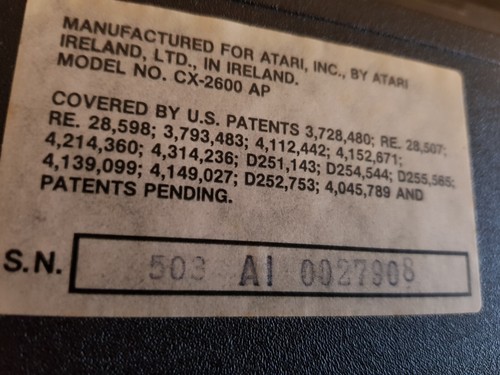 MANUFACTURED FOR ATARI, INC., BY ATARI
IRELAND, LTD., IN IRELAND.
MODEL NO. CX-2600 AP
COVERED BY U.S. PATENTS 3,728,480; RE. 28,507;
RE. 28,598; 3,793,483; 4,112,442; 4,152,671;
4,214,360; 4,314,236; D251,143; D254,544; D255,565;
4,139,099; 4,149,027; D252,753; 4,045,789 AND
PATENTS PENDING.
S.N. 503 AI 0027908